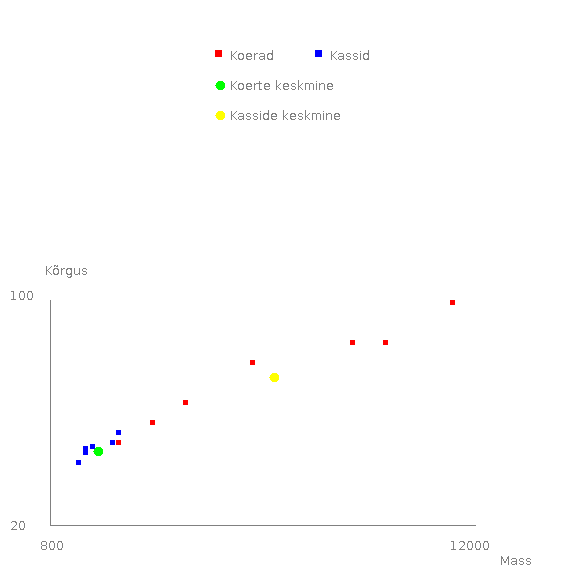 Koerad Kassid
Koerte keskmine
Kasside keskmine
Kõrgus
100
20
800 12000
Mass